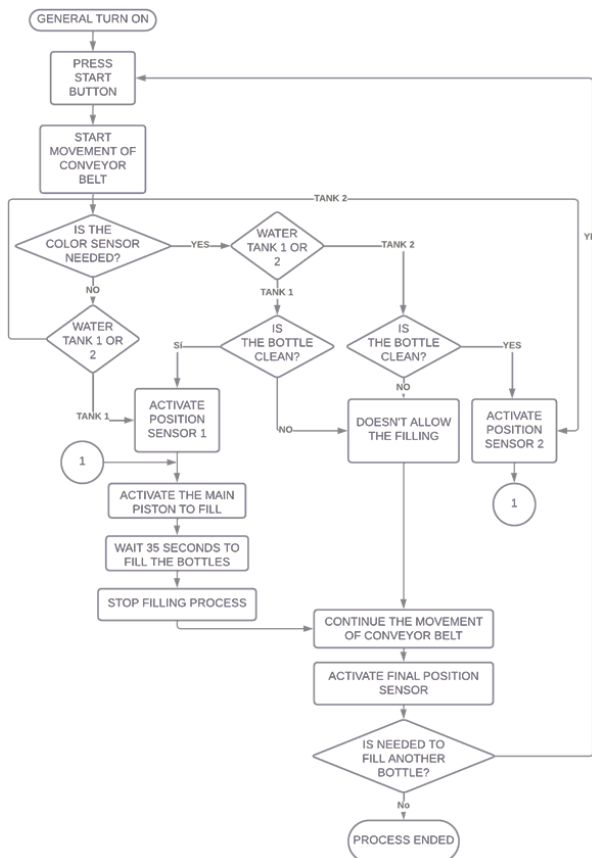 GENERAL TURN ON
PRESS
START
BUTTON
START
MOVEMENT OF
CONVEYOR
BELT
TANK 2
IS THE
COLOR SENSOR
NEEDED?
YES
WATER
TANK 1 OR
2
TANK 2
YE
NO
TANK 1
WATER
TANK 1 OR
2
SÍ
IS
THE BOTTLE
CLEAN?
IS
THE BOTTLE
CLEAN?
YES
NO
TANK 1
ACTIVATE
POSITION
SENSOR 1
NO
DOESN'T ALLOW
THE FILLING
ACTIVATE
POSITION
SENSOR 2
1
1
ACTIVATE THE MAIN
PISTON TO FILL
WAIT 35 SECONDS TO
FILL THE BOTTLES
STOP FILLING PROCESS
CONTINUE THE MOVEMENT
OF CONVEYOR BELT
ACTIVATE FINAL POSITION
SENSOR
IS NEEDED TO
FILL ANOTHER
BOTTLE?
No
PROCESS ENDED